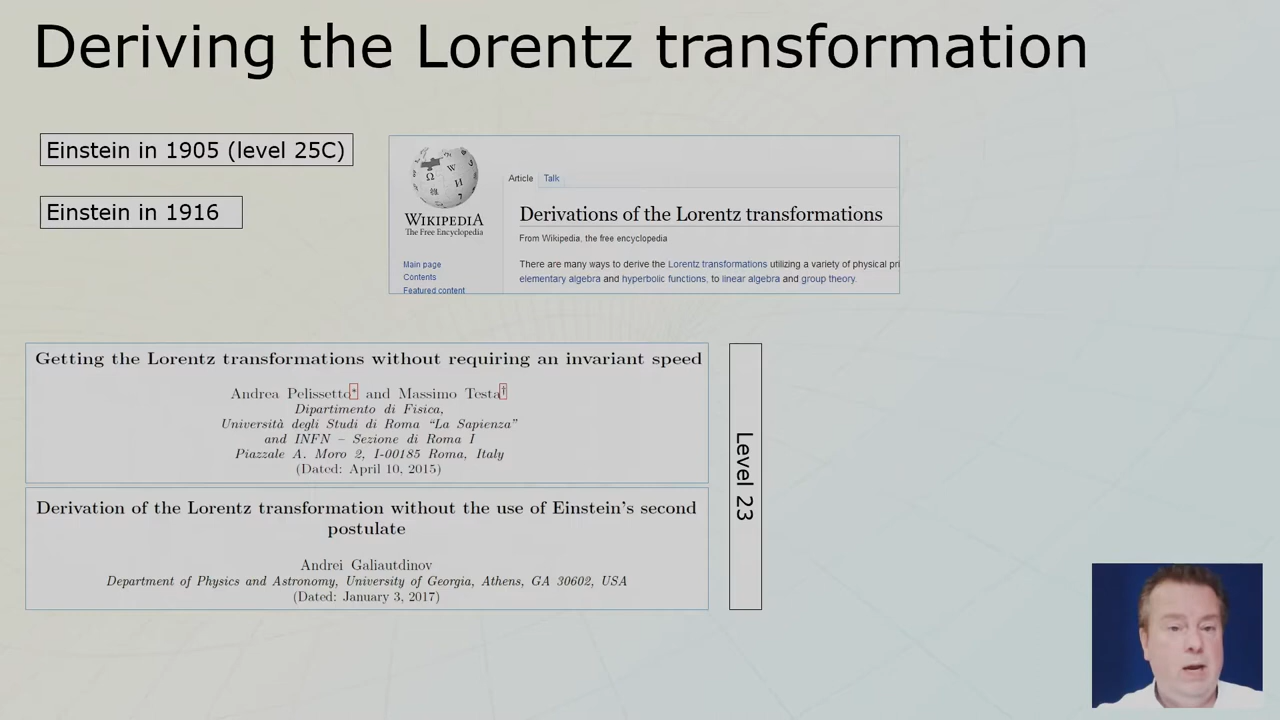 Deriving the Lorentz transformation
Einstein in 1905 (level 25C)
Einstein in 1916
WIKIPEDIA
The Free Encyclopedia
Main page
Contents
Featured content
Article Talk
Derivations of the Lorentz transformations
From Wikipedia, the free encyclopedia
There are many ways to derive the Lorentz transformations utilizing a variety of physical pri
elementary algebra and hyperbolic functions, to linear algebra and group theory.
Getting the Lorentz transformations without requiring an invariant speed
Andrea Pelissetto* and Massimo Testa†
Dipartimento di Fisica,
Università degli Studi di Roma “La Sapienza”
and INFN – Sezione di Roma I
Piazzale A. Moro 2, I-00185 Roma, Italy
(Dated: April 10, 2015)
Derivation of the Lorentz transformation without the use of Einstein’s second
postulate
Andrei Galiautdinov
Department of Physics and Astronomy, University of Georgia, Athens, GA 30602, USA
(Dated: January 3, 2017)
Level 23